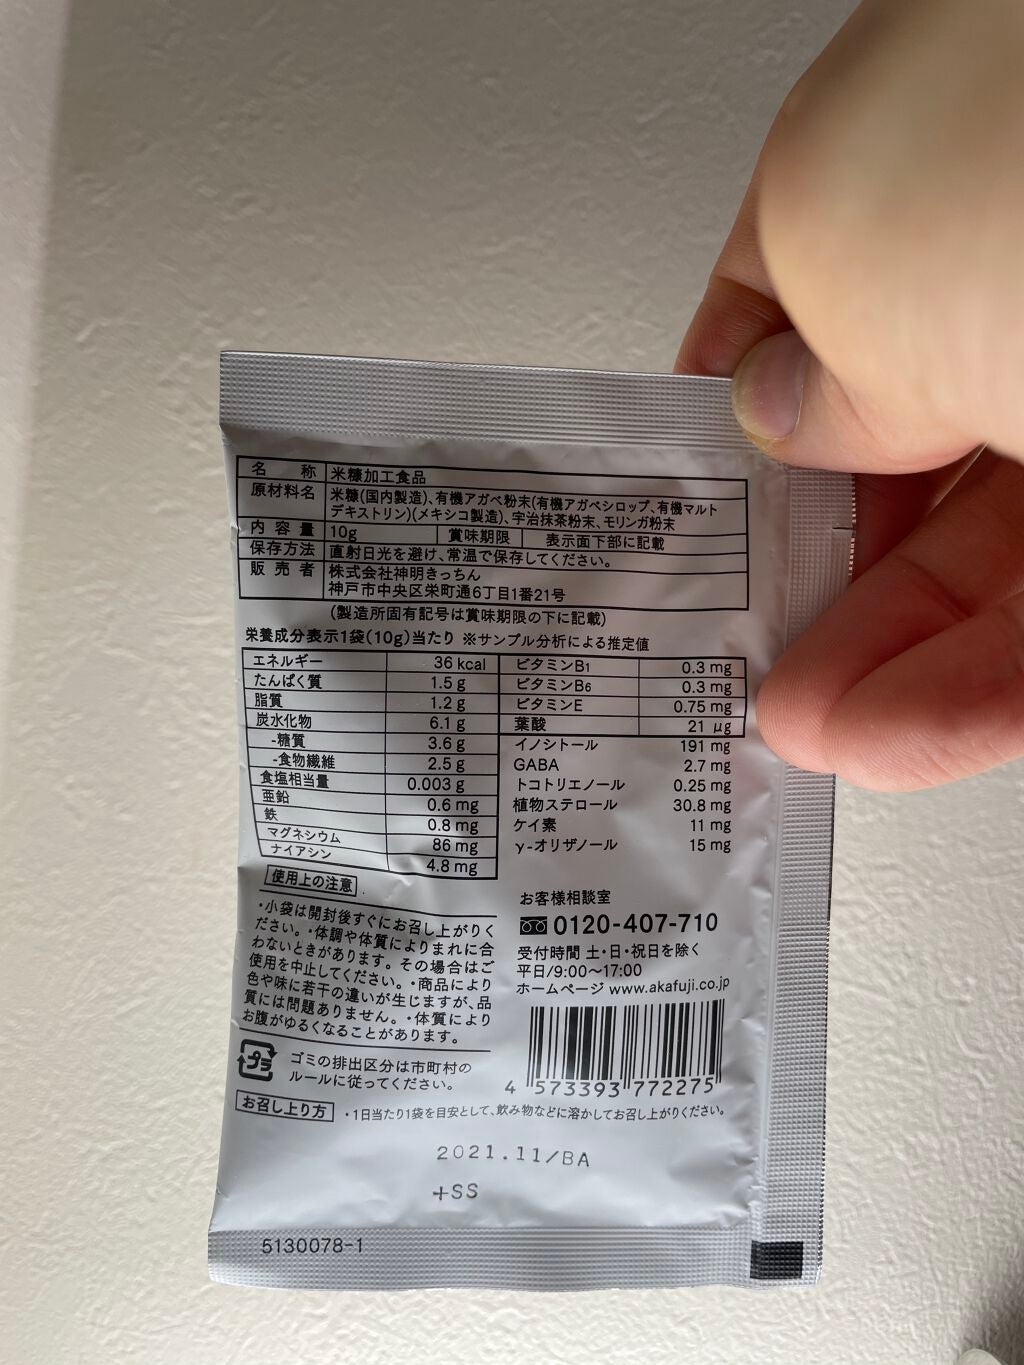 名 称 米糠加工食品
原材料名 米糠(国内製造)、有機アガベ粉末(有機アガベシロップ、有機マルト
デキストリン)(メキシコ製造)、宇治抹茶粉末、モリンガ粉末
内容量 10g 賞味期限 表示面下部に記載
保存方法 直射日光を避け、常温で保存してください。
販売者 株式会社神明きっちん
神戸市中央区栄町通6丁目1番21号
(製造所固有記号は賞味期限の下に記載)
栄養成分表示1袋(10g)当たり ※サンプル分析による推定値
エネルギー 36 kcal
たんぱく質 1.5 g
脂質 1.2 g
炭水化物 6.1 g
-糖質 3.6 g
-食物繊維 2.5 g
食塩相当量 0.003 g
亜鉛 0.6 mg
鉄 0.8 mg
マグネシウム 86 mg
ナイアシン 4.8 mg
ビタミンB1 0.3 mg
ビタミンB6 0.3 mg
ビタミンE 0.75 mg
葉酸 21 μg
イノシトール 191 mg
GABA 2.7 mg
トコトリエノール 0.25 mg
植物ステロール 30.8 mg
ケイ素 11 mg
γ-オリザノール 15 mg
使用上の注意
・小袋は開封後すぐにお召し上がりく
ださい。・体調や体質によりまれに合
わないときがあります。その場合はご
使用を中止してください。・商品により
色や味に若干の違いが生じますが、品
質には問題ありません。・体質により
お腹がゆるくなることがあります。
お客様相談室
0120-407-710
受付時間 土・日・祝日を除く
平日/9:00～17:00
ホームページ www.akafuji.co.jp
4 573393 772275
プラ
ゴミの排出区分は市町村の
ルールに従ってください。
お召し上り方 ・1日当たり1袋を目安として、飲み物などに溶かしてお召し上がりください。
2021.11/BA
+SS
5130078-1